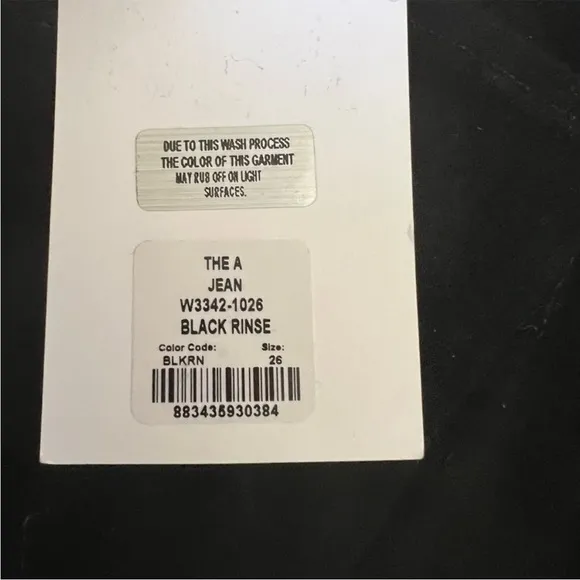 DUE TO THIS WASH PROCESS
THE COLOR OF THIS GARMENT
MAY RUB OFF ON LIGHT
SURFACES.
THE A
JEAN
W3342-1026
BLACK RINSE
Color Code: Size:
BLKRN 26
883435930384